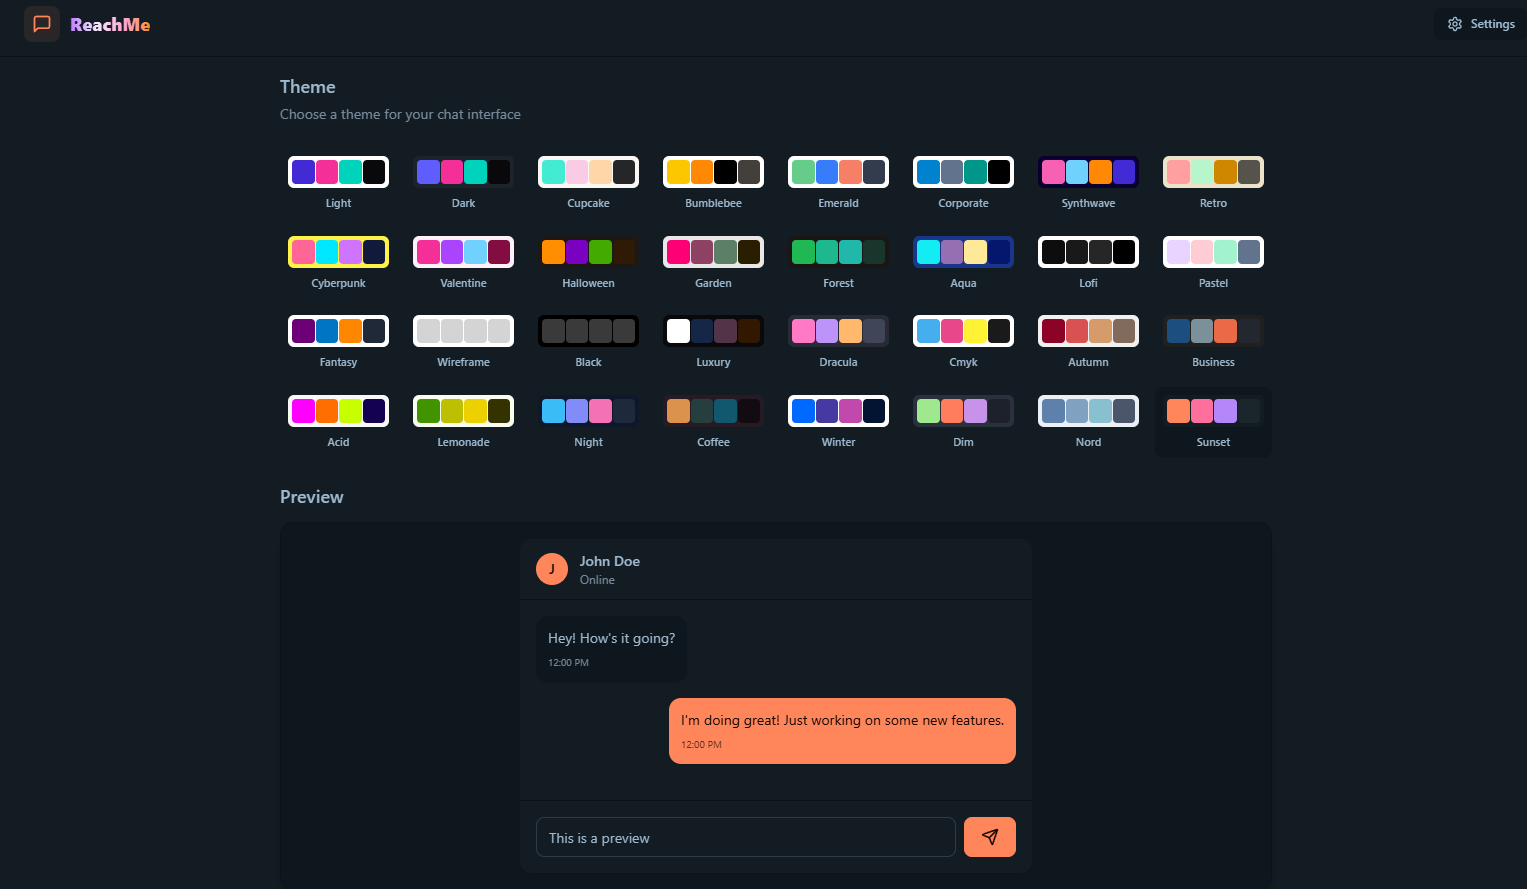 ReachMe
Settings
Theme
Choose a theme for your chat interface
Light Dark Cupcake Bumblebee Emerald Corporate Synthwave Retro
Cyberpunk Valentine Halloween Garden Forest Aqua Lofi Pastel
Fantasy Wireframe Black Luxury Dracula Cmyk Autumn Business
Acid Lemonade Night Coffee Winter Dim Nord Sunset
Preview
J
John Doe
Online
Hey! How's it going?
12:00 PM
I'm doing great! Just working on some new features.
12:00 PM
This is a preview